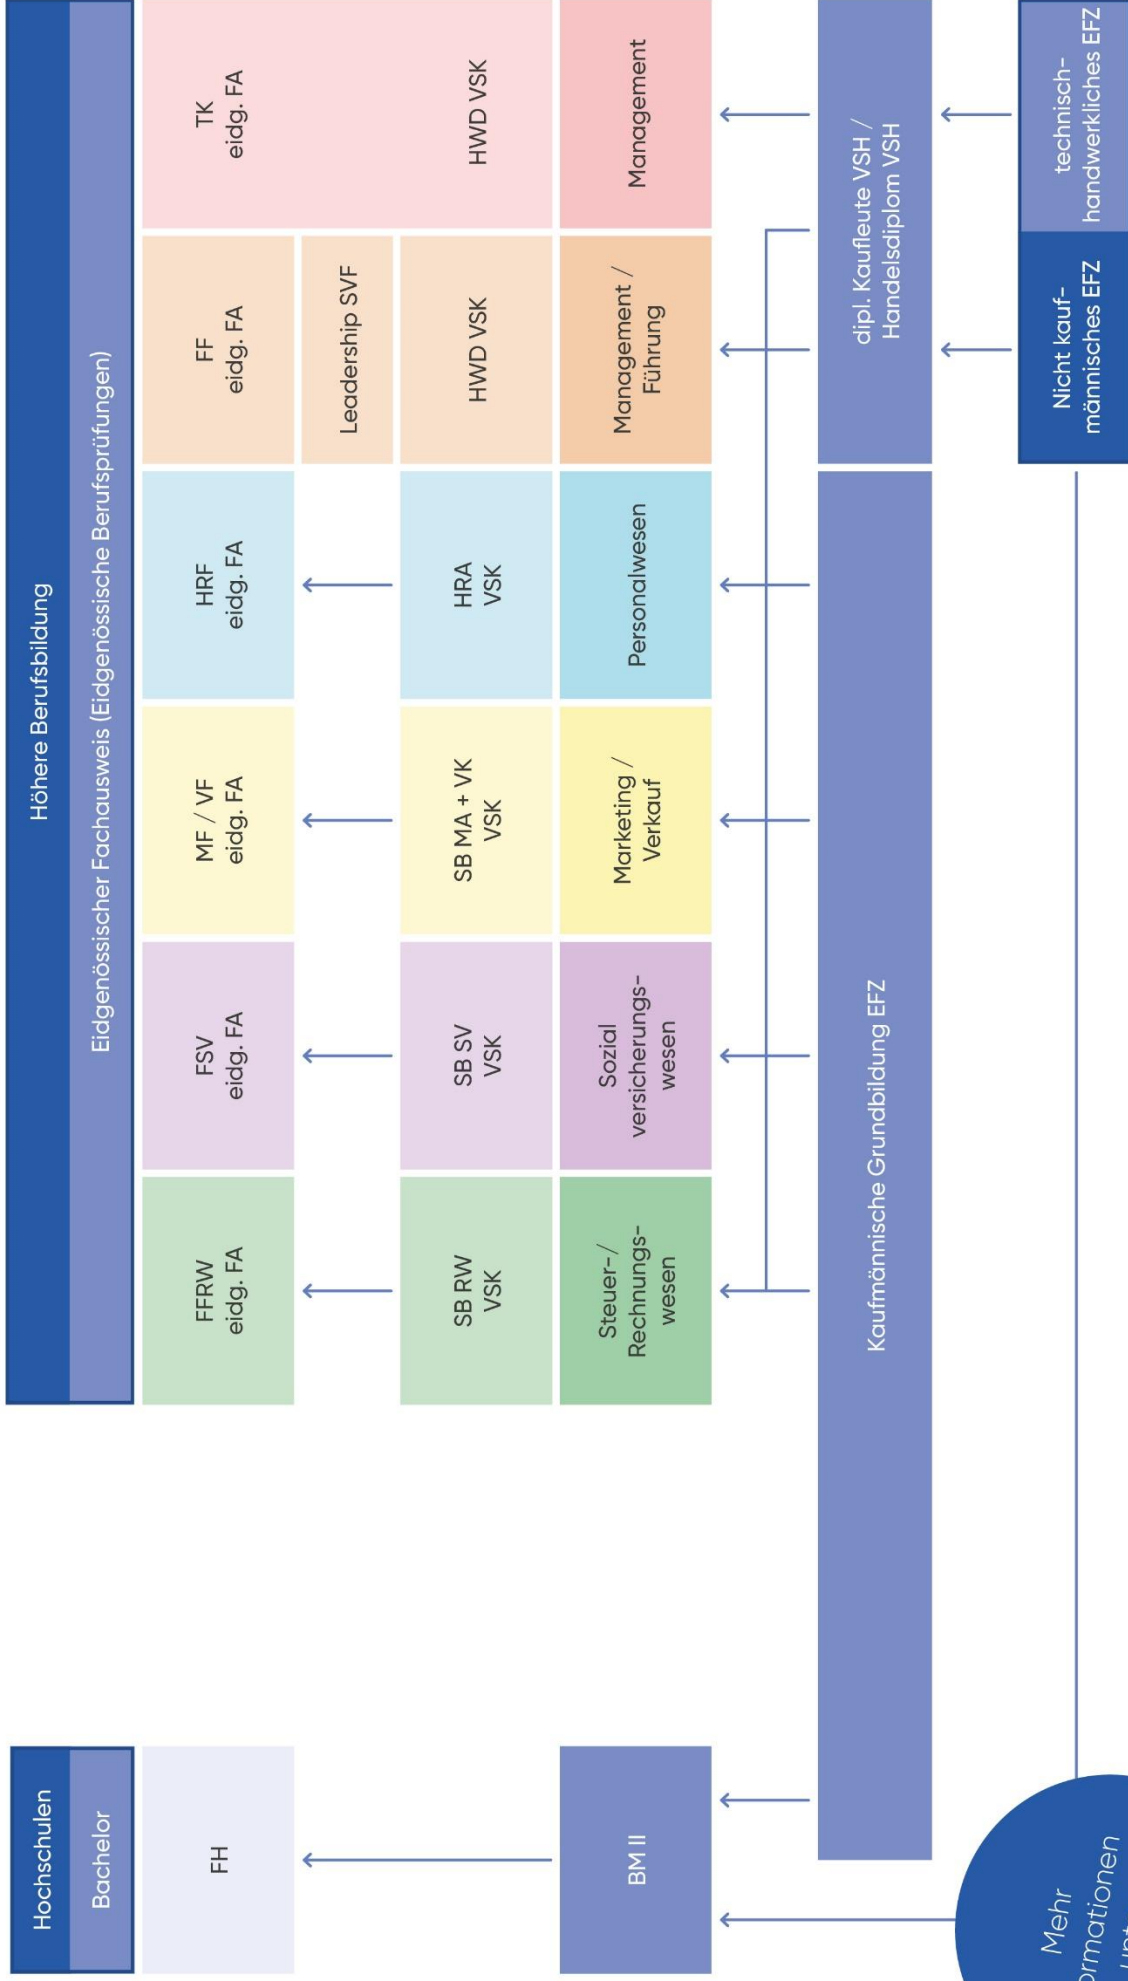 Hochschulen
Bachelor
Höhere Berufsbildung
Eidgenössischer Fachausweis (Eidgenössische Berufsprüfungen)
FH
FFRW
eidg. FA
FSV
eidg. FA
MF / VF
eidg. FA
HRF
eidg. FA
FF
eidg. FA
TK
eidg. FA
Leadership SVF
SB RW
VSK
SB SV
VSK
SB MA + VK
VSK
HRA
VSK
HWD VSK
HWD VSK
BM II
Steuer-/
Rechnungs-
wesen
Sozial
versicherungs-
wesen
Marketing /
Verkauf
Personalwesen
Management /
Führung
Management
Kaufmännische Grundbildung EFZ
dipl. Kaufleute VSH /
Handelsdiplom VSH
Nicht kauf-
männisches EFZ
technisch-
handwerkliches EFZ
Mehr
ormationen